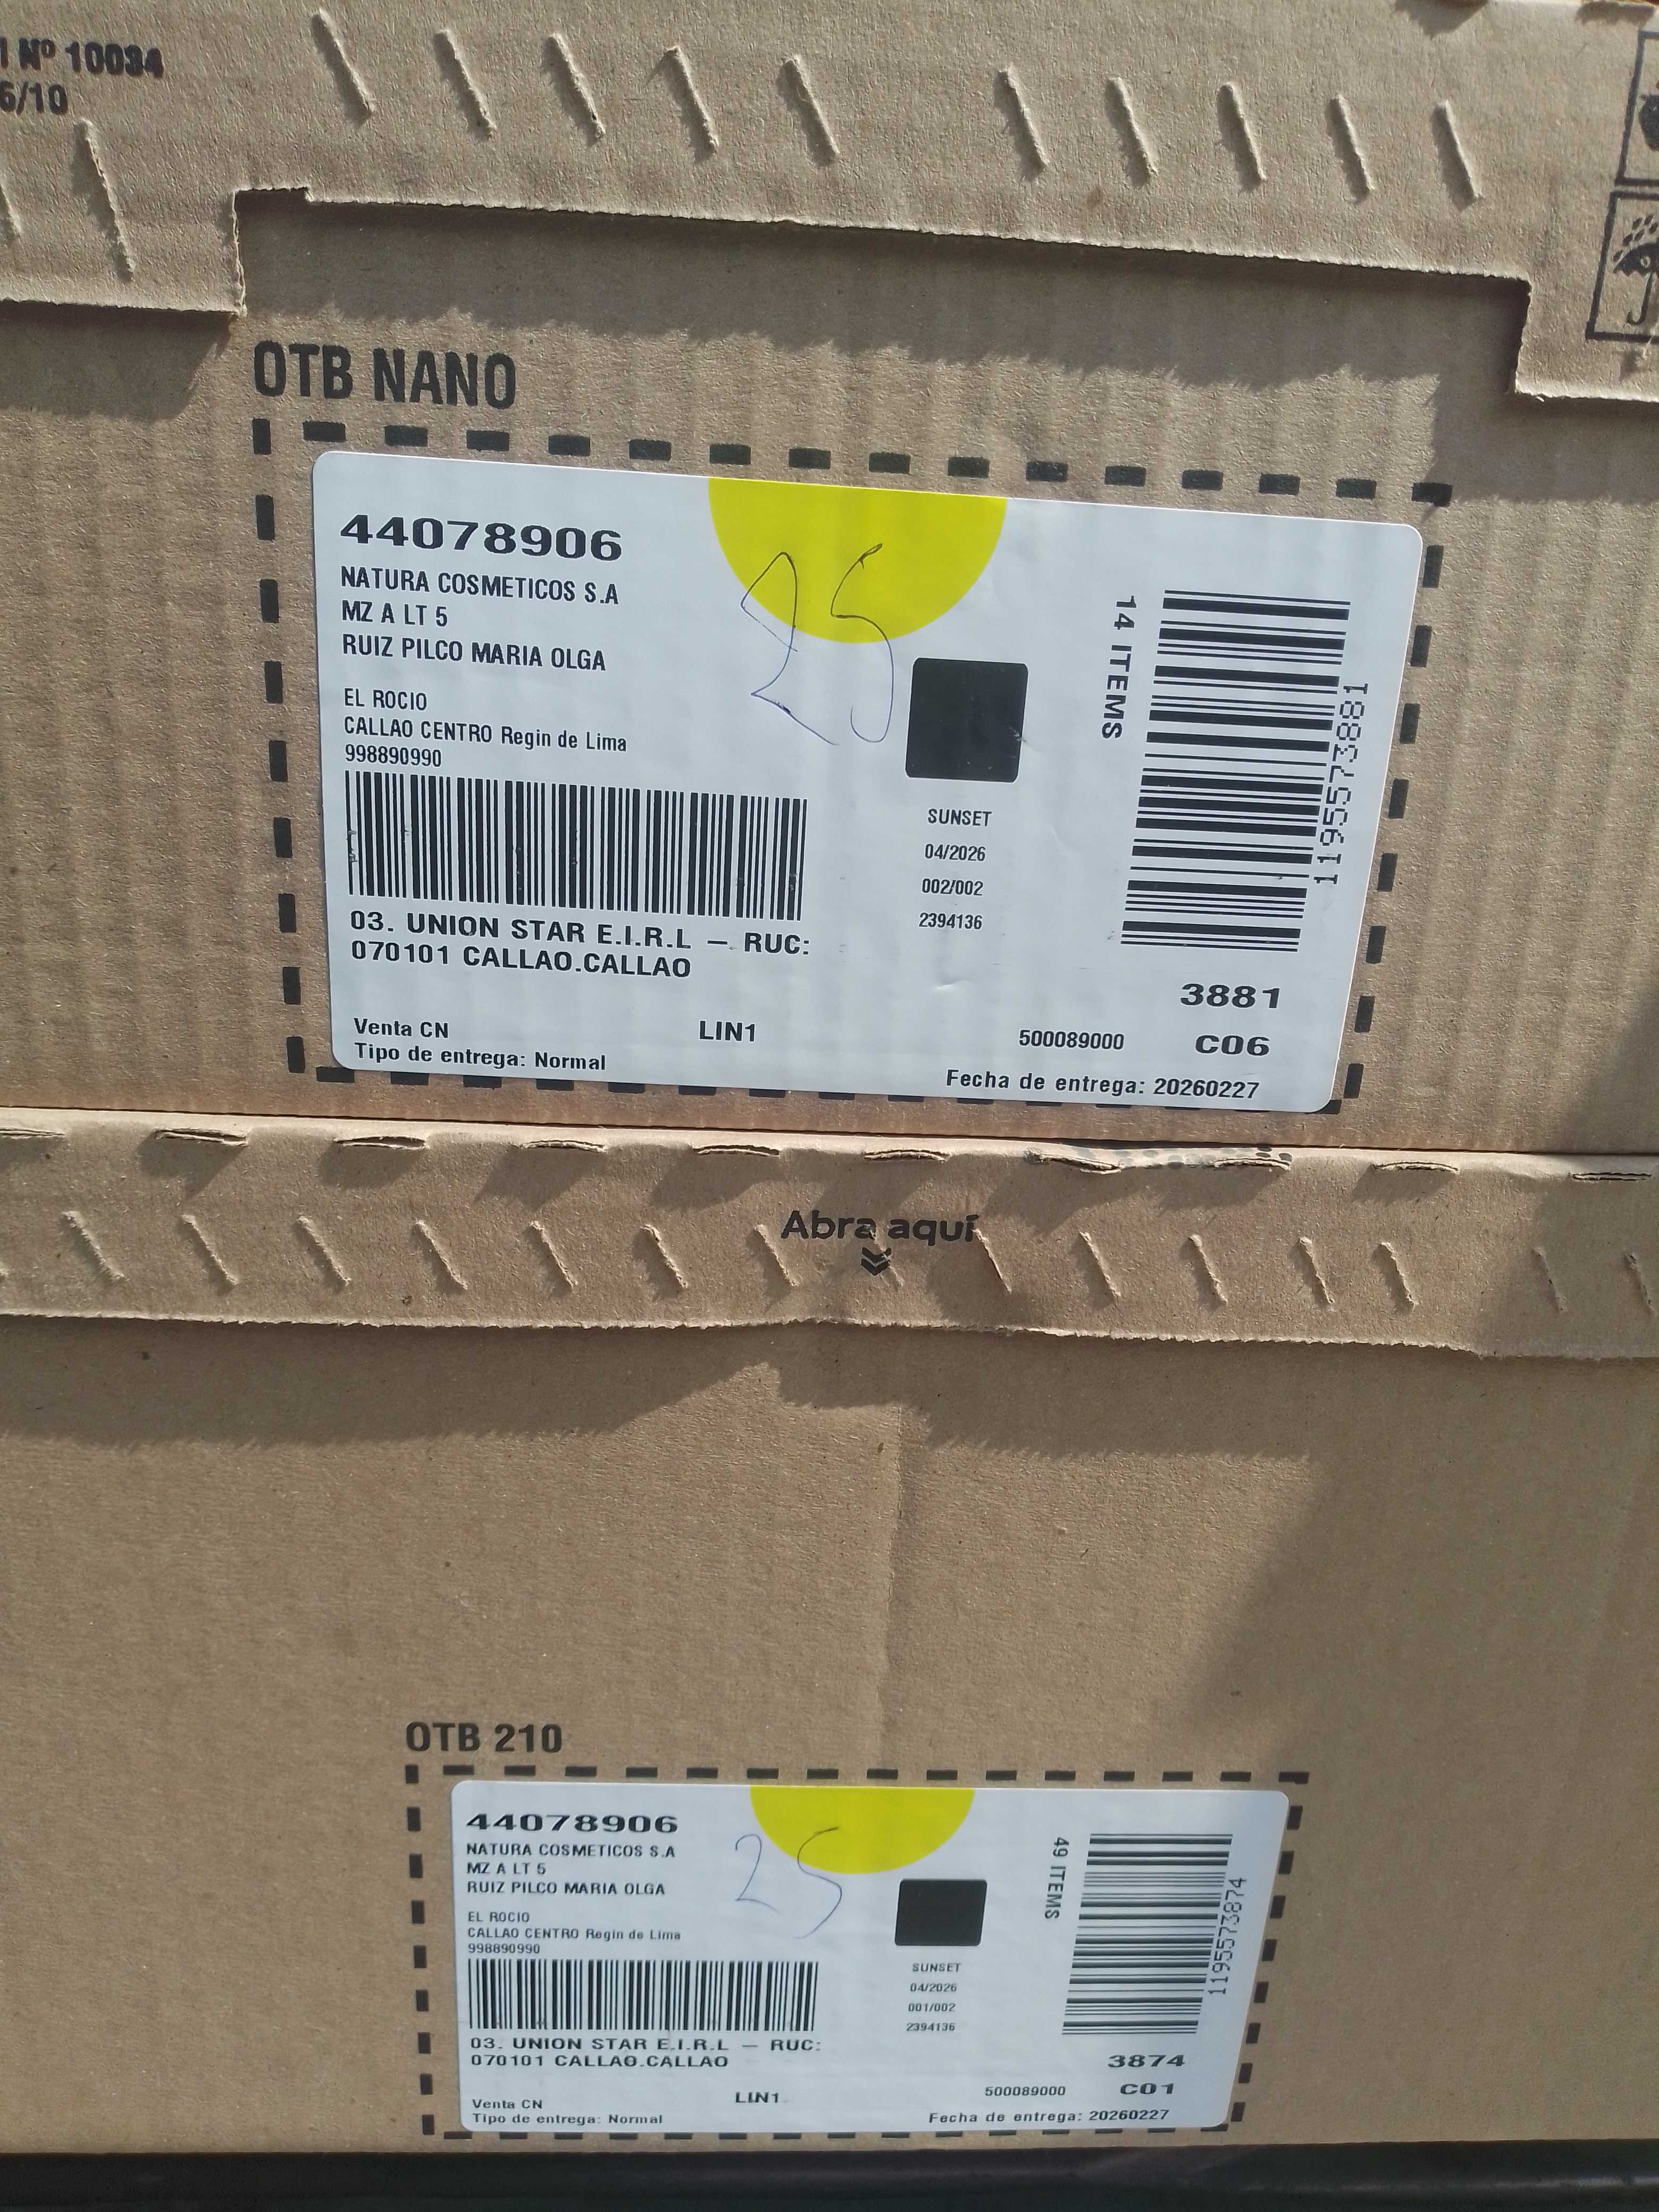 Nº 10034
6/10
OTB NANO
44078906
NATURA COSMETICOS S.A
MZ A LT 5
RUIZ PILCO MARIA OLGA
EL ROCIO
CALLAO CENTRO Regin de Lima
998890990
03. UNION STAR E.I.R.L – RUC:
070101 CALLAO.CALLAO
Venta CN
Tipo de entrega: Normal
LIN1
25
SUNSET
04/2026
002/002
2394136
14 ITEMS
1195573881
3881
500089000
C06
Fecha de entrega: 20260227
Abra aquí
OTB 210
44078906
NATURA COSMETICOS S.A
MZ A LT 5
RUIZ PILCO MARIA OLGA
EL ROCIO
CALLAO CENTRO Regin de Lima
998890990
03. UNION STAR E.I.R.L – RUC:
070101 CALLAO.CALLAO
Venta CN
Tipo de entrega: Normal
LIN1
25
SUNSET
04/2026
001/002
2394136
49 ITEMS
1195573874
3874
500089000
C01
Fecha de entrega: 20260227